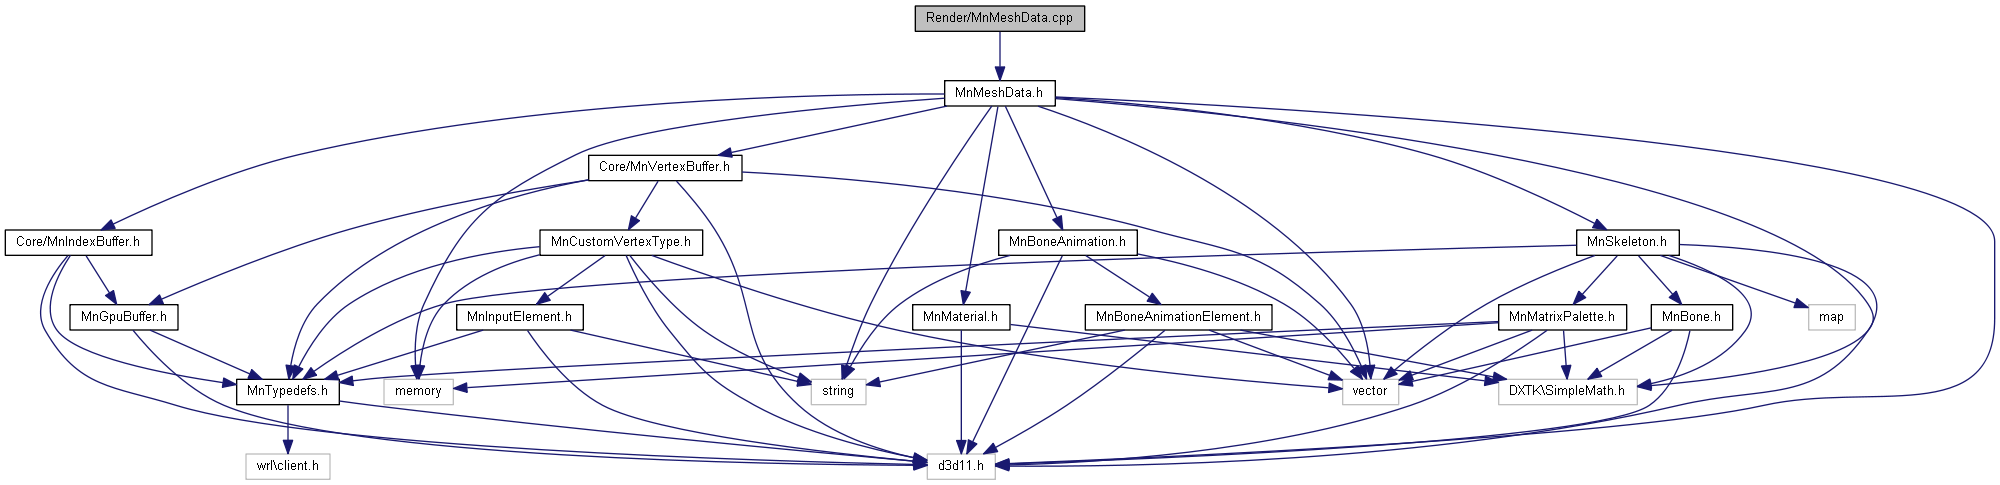 Render/MnMeshData.cpp
MnMeshData.h
Core/MnVertexBuffer.h
Core/MnIndexBuffer.h
MnCustomVertexType.h
MnBoneAnimation.h
MnSkeleton.h
MnGpuBuffer.h
MnInputElement.h
MnMaterial.h
MnBoneAnimationElement.h
MnMatrixPalette.h
MnBone.h
map
MnTypedefs.h
memory
string
vector
DXTK\SimpleMath.h
wrl\client.h
d3d11.h